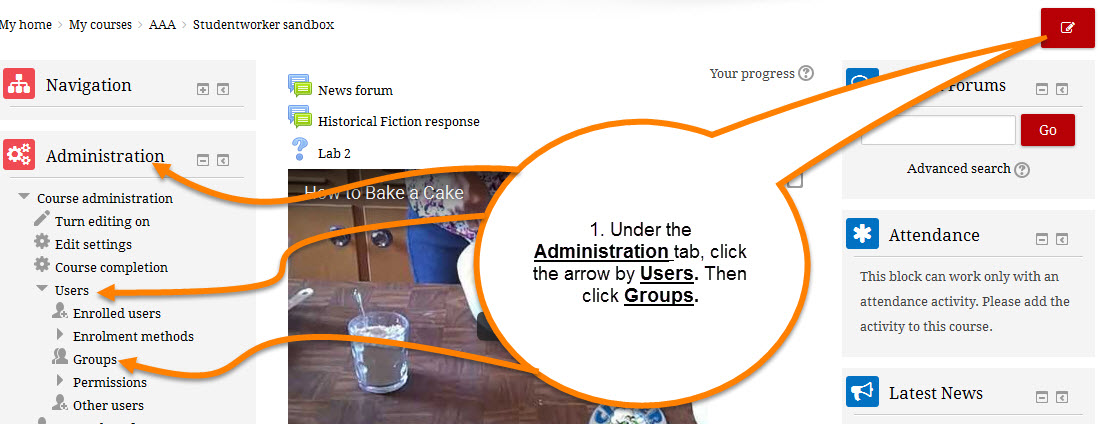 My home > My courses > AAA > Studentworker sandbox
Navigation
Administration
Course administration
Turn editing on
Edit settings
Course completion
Users
Enrolled users
Enrolment methods
Groups
Permissions
Other users
Your progress
News forum
Historical Fiction response
Lab 2
How to Bake a Cake
1. Under the
Administration tab, click
the arrow by Users. Then
click Groups.
Forums
Go
Advanced search
Attendance
This block can work only with an
attendance activity. Please add the
activity to this course.
Latest News